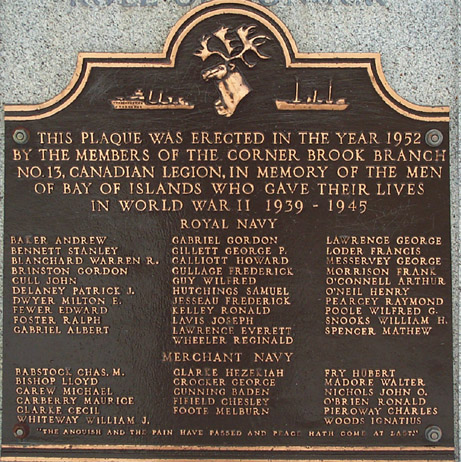 THIS PLAQUE WAS ERECTED IN THE YEAR 1952
BY THE MEMBERS OF THE CORNER BROOK BRANCH
NO. 13, CANADIAN LEGION, IN MEMORY OF THE MEN
OF BAY OF ISLANDS WHO GAVE THEIR LIVES
IN WORLD WAR II 1939 - 1945
ROYAL NAVY
BAKER ANDREW
BENNETT STANLEY
BLANCHARD WARREN R.
BRINSTON GORDON
CULL JOHN
DELANEY PATRICK J.
DWYER MILTON E.
FEWER EDWARD
FOSTER RALPH
GABRIEL ALBERT
GABRIEL GORDON
GILLETT GEORGE P.
GALLIOTT HOWARD
GULLAGE FREDERICK
GUY WILFRED
HUTCHINGS SAMUEL
JESSEAU FREDERICK
KELLEY RONALD
LAVIS JOSEPH
LAWRENCE EVERETT
WHEELER REGINALD
LAWRENCE GEORGE
LODER FRANCIS
MESSERVEY GEORGE
MORRISON FRANK
O'CONNELL ARTHUR
O'NEIL HENRY
PEARCEY RAYMOND
POOLE WILFRED G.
SNOOKS WILLIAM H.
SPENCER MATHEW
MERCHANT NAVY
BABSTOCK CHAS. M.
BISHOP LLOYD
CAREW MICHAEL
CARBERRY MAURICE
CLARKE CECIL
WHITEWAY WILLIAM J.
CLARKE HEZEKIAH
CROCKER GEORGE
GUNNING BADEN
FIFIELD CHESLEY
FOOTE MELBURN
FRY HUBERT
MADORE WALTER
NICHOLS JOHN O.
O'BRIEN RONALD
PIEROWAY CHARLES
WOODS IGNATIUS
"THE ANGUISH AND THE PAIN HAVE PASSED AND PEACE HATH COME AT LAST."